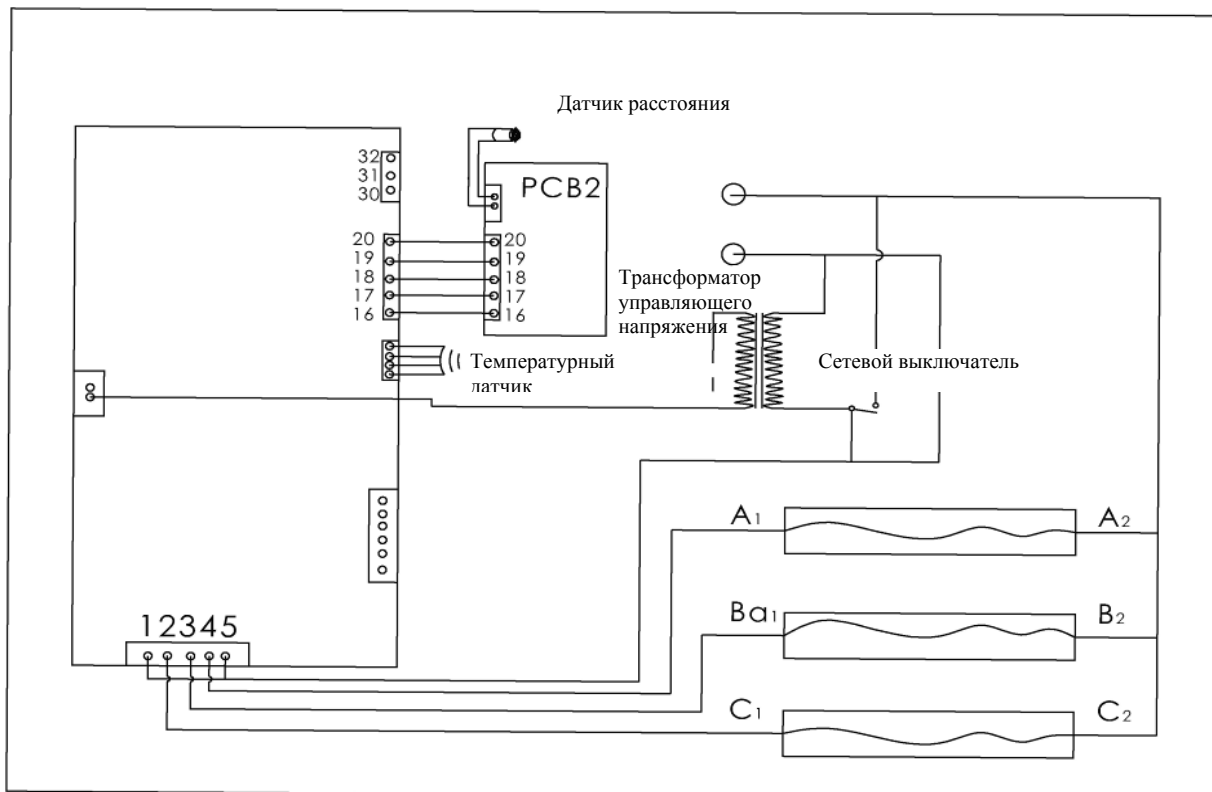 Датчик расстояния
32
31
30
PCB2
20
19
18
17
16
20
19
18
17
16
Трансформатор
управляющего
напряжения
Температурный
датчик
Сетевой выключатель
A1
A2
Ba1
B2
C1
C2
12345